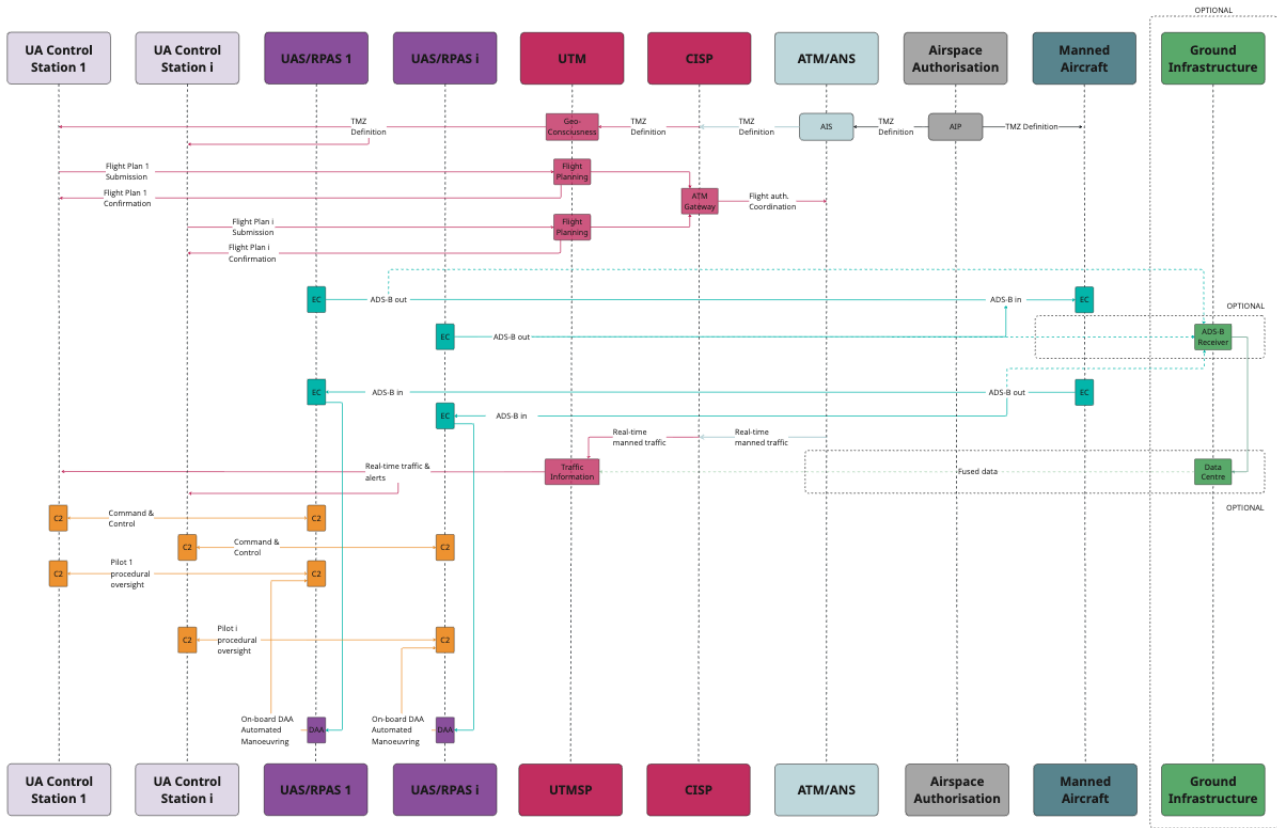 OPTIONAL
UA Control
Station 1
UA Control
Station i
UAS/RPAS 1
UAS/RPAS i
UTM
CISP
ATM/ANS
Airspace
Authorisation
Manned
Aircraft
Ground
Infrastructure
TMZ
Definition
Geo-
Consciusness
TMZ
Definition
TMZ
Definition
AIS
TMZ
Definition
AIP
TMZ Definition
Flight Plan 1
Submission
Flight
Planning
Flight Plan 1
Confirmation
ATM
Gateway
Flight auth.
Coordination
Flight Plan i
Submission
Flight
Planning
Flight Plan i
Confirmation
EC
ADS-B out
ADS-B in
EC
OPTIONAL
EC
ADS-B out
ADS-B
Receiver
EC
ADS-B in
ADS-B out
EC
EC
ADS-B in
Real-time
manned traffic
Real-time
manned traffic
Real-time traffic &
alerts
Traffic
Information
Fused data
Data
Centre
OPTIONAL
C2
Command &
Control
C2
C2
Command &
Control
C2
C2
Pilot 1
procedural
oversight
C2
C2
Pilot i
procedural
oversight
C2
On-board DAA
Automated
Manoeuvring
DAA
On-board DAA
Automated
Manoeuvring
DAA
UA Control
Station 1
UA Control
Station i
UAS/RPAS 1
UAS/RPAS i
UTMSP
CISP
ATM/ANS
Airspace
Authorisation
Manned
Aircraft
Ground
Infrastructure